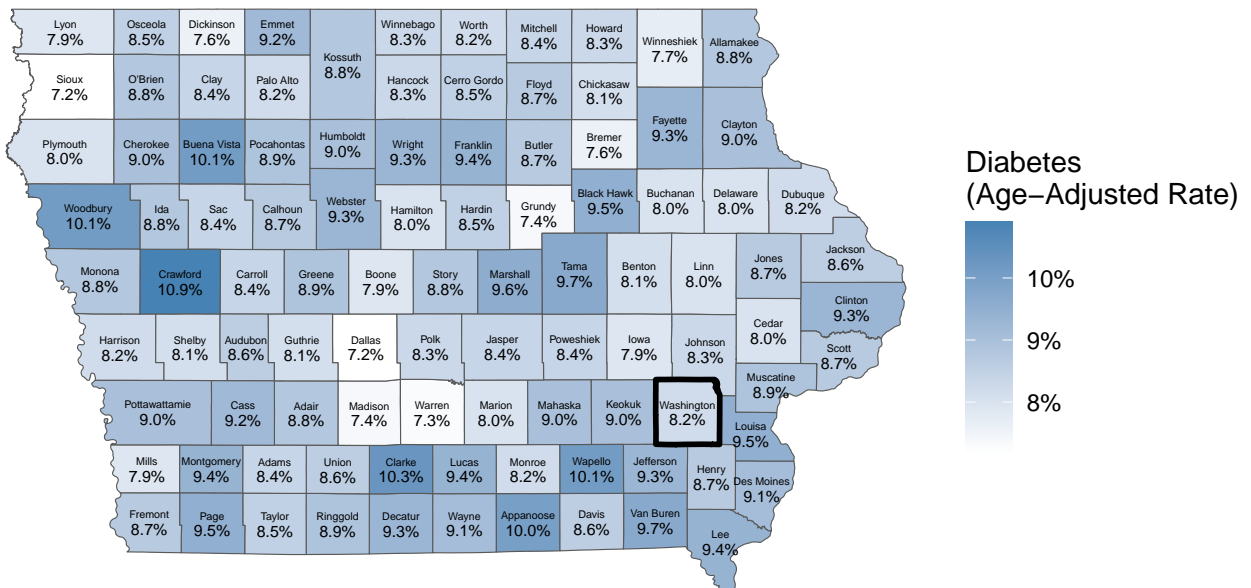 Lyon
7.9%
Osceola
8.5%
Dickinson
7.6%
Emmet
9.2%
Winnebago
8.3%
Worth
8.2%
Mitchell
8.4%
Howard
8.3%
Winneshiek
7.7%
Allamakee
8.8%
Kossuth
8.8%
Sioux
7.2%
O'Brien
8.8%
Clay
8.4%
Palo Alto
8.2%
Hancock
8.3%
Cerro Gordo
8.5%
Floyd
8.7%
Chickasaw
8.1%
Fayette
9.3%
Clayton
9.0%
Plymouth
8.0%
Cherokee
9.0%
Buena Vista
10.1%
Pocahontas
8.9%
Humboldt
9.0%
Wright
9.3%
Franklin
9.4%
Butler
8.7%
Bremer
7.6%
Woodbury
10.1%
Ida
8.8%
Sac
8.4%
Calhoun
8.7%
Webster
9.3%
Hamilton
8.0%
Hardin
8.5%
Grundy
7.4%
Black Hawk
9.5%
Buchanan
8.0%
Delaware
8.0%
Dubuque
8.2%
Monona
8.8%
Crawford
10.9%
Carroll
8.4%
Greene
8.9%
Boone
7.9%
Story
8.8%
Marshall
9.6%
Tama
9.7%
Benton
8.1%
Linn
8.0%
Jones
8.7%
Jackson
8.6%
Clinton
9.3%
Harrison
8.2%
Shelby
8.1%
Audubon
8.6%
Guthrie
8.1%
Dallas
7.2%
Polk
8.3%
Jasper
8.4%
Poweshiek
8.4%
Iowa
7.9%
Johnson
8.3%
Cedar
8.0%
Scott
8.7%
Muscatine
8.9%
Pottawattamie
9.0%
Cass
9.2%
Adair
8.8%
Madison
7.4%
Warren
7.3%
Marion
8.0%
Mahaska
9.0%
Keokuk
9.0%
Washington
8.2%
Louisa
9.5%
Mills
7.9%
Montgomery
9.4%
Adams
8.4%
Union
8.6%
Clarke
10.3%
Lucas
9.4%
Monroe
8.2%
Wapello
10.1%
Jefferson
9.3%
Henry
8.7%
Des Moines
9.1%
Fremont
8.7%
Page
9.5%
Taylor
8.5%
Ringgold
8.9%
Decatur
9.3%
Wayne
9.1%
Appanoose
10.0%
Davis
8.6%
Van Buren
9.7%
Lee
9.4%
Diabetes
(Age−Adjusted Rate)
10%
9%
8%